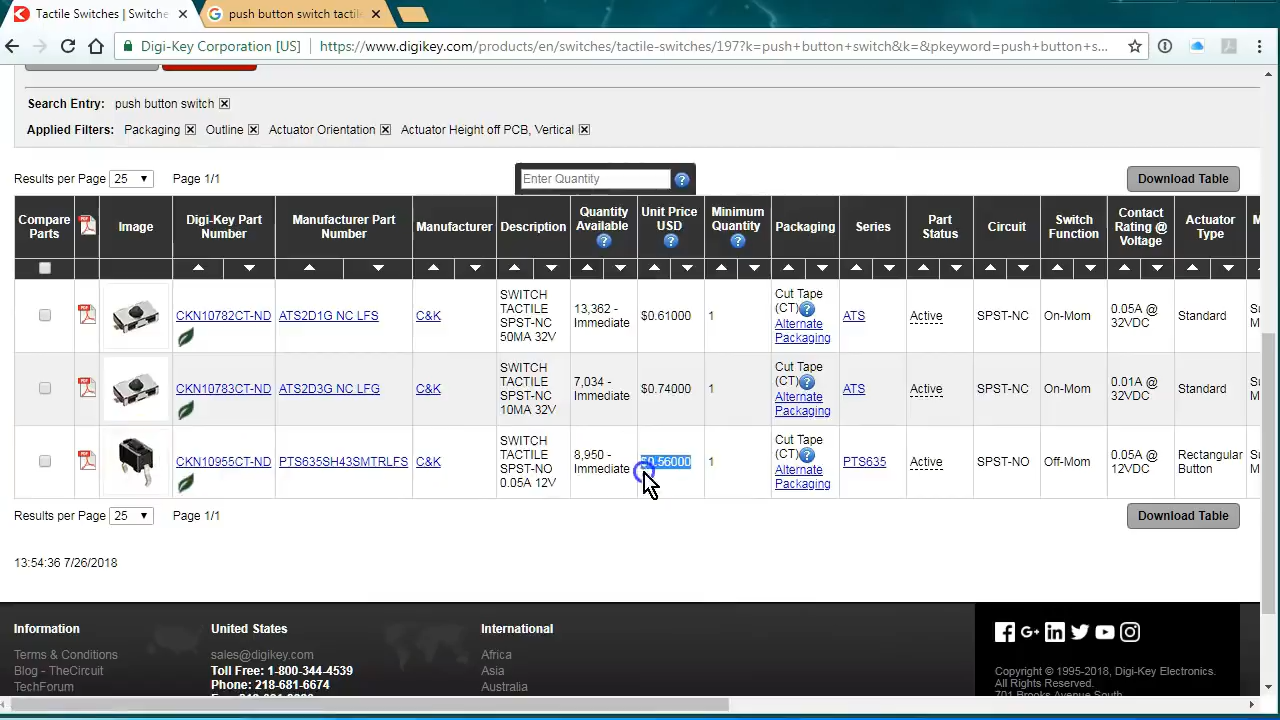 Tactile Switches | Switche
push button switch tactile
Digi-Key Corporation [US]
https://www.digikey.com/products/en/switches/tactile-switches/197?k=push+button+switch&k=&pkeyword=push+button+s...
Search Entry: push button switch
Applied Filters: Packaging Outline Actuator Orientation Actuator Height off PCB, Vertical
Results per Page 25 Page 1/1
Enter Quantity
Download Table
Compare Parts
Image
Digi-Key Part Number
Manufacturer Part Number
Manufacturer
Description
Quantity Available
Unit Price USD
Minimum Quantity
Packaging
Series
Part Status
Circuit
Switch Function
Contact Rating @ Voltage
Actuator Type
CKN10782CT-ND
ATS2D1G NC LFS
C&K
SWITCH TACTILE SPST-NC 50MA 32V
13,362 - Immediate
$0.61000
1
Cut Tape (CT)
Alternate Packaging
ATS
Active
SPST-NC
On-Mom
0.05A @ 32VDC
Standard
CKN10783CT-ND
ATS2D3G NC LFG
C&K
SWITCH TACTILE SPST-NC 10MA 32V
7,034 - Immediate
$0.74000
1
Cut Tape (CT)
Alternate Packaging
ATS
Active
SPST-NC
On-Mom
0.01A @ 32VDC
Standard
CKN10955CT-ND
PTS635SH43SMTRLFS
C&K
SWITCH TACTILE SPST-NO 0.05A 12V
8,950 - Immediate
$0.56000
1
Cut Tape (CT)
Alternate Packaging
PTS635
Active
SPST-NO
Off-Mom
0.05A @ 12VDC
Rectangular Button
Results per Page 25 Page 1/1
Download Table
13:54:36 7/26/2018
Information
Terms & Conditions
Blog - TheCircuit
TechForum
United States
sales@digikey.com
Toll Free: 1-800-344-4539
Phone: 218-681-6674
International
Africa
Asia
Australia
Copyright © 1995-2018, Digi-Key Electronics.
All Rights Reserved.
701 Brooks Avenue South